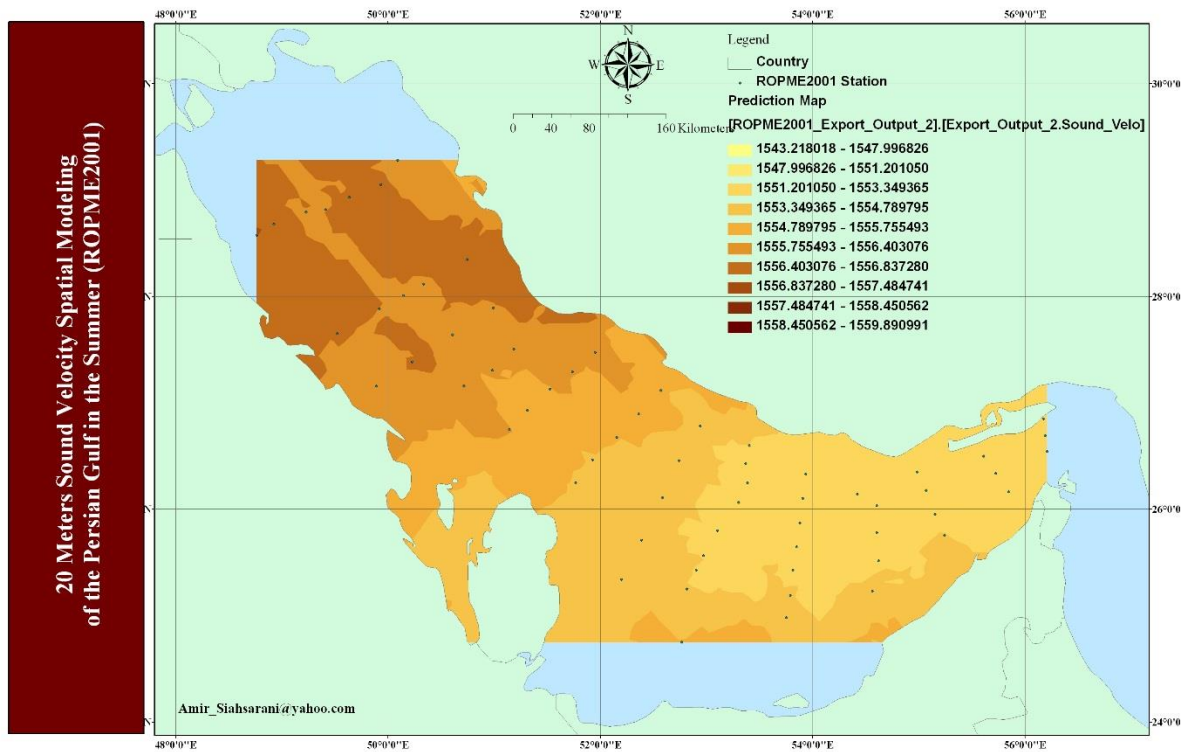 20 Meters Sound Velocity Spatial Modeling
of the Persian Gulf in the Summer (ROPME2001)
48°0'0"E
50°0'0"E
52°0'0"E
54°0'0"E
56°0'0"E
N
W
E
S
0
20
40
80
160 Kilometers
Legend
Country
ROPME2001 Station
Prediction Map
[ROPME2001_Export_Output_2].[Export_Output_2.Sound_Velo]
1543.218018 - 1547.996826
1547.996826 - 1551.201050
1551.201050 - 1553.349365
1553.349365 - 1554.789795
1554.789795 - 1555.755493
1555.755493 - 1556.403076
1556.403076 - 1556.837280
1556.837280 - 1557.484741
1557.484741 - 1558.450562
1558.450562 - 1559.890991
30°0'0
28°0'0
26°0'0
24°0'0
N
N
N
N
Amir_Siahsarani@yahoo.com
48°0'0"E
50°0'0"E
52°0'0"E
54°0'0"E
56°0'0"E